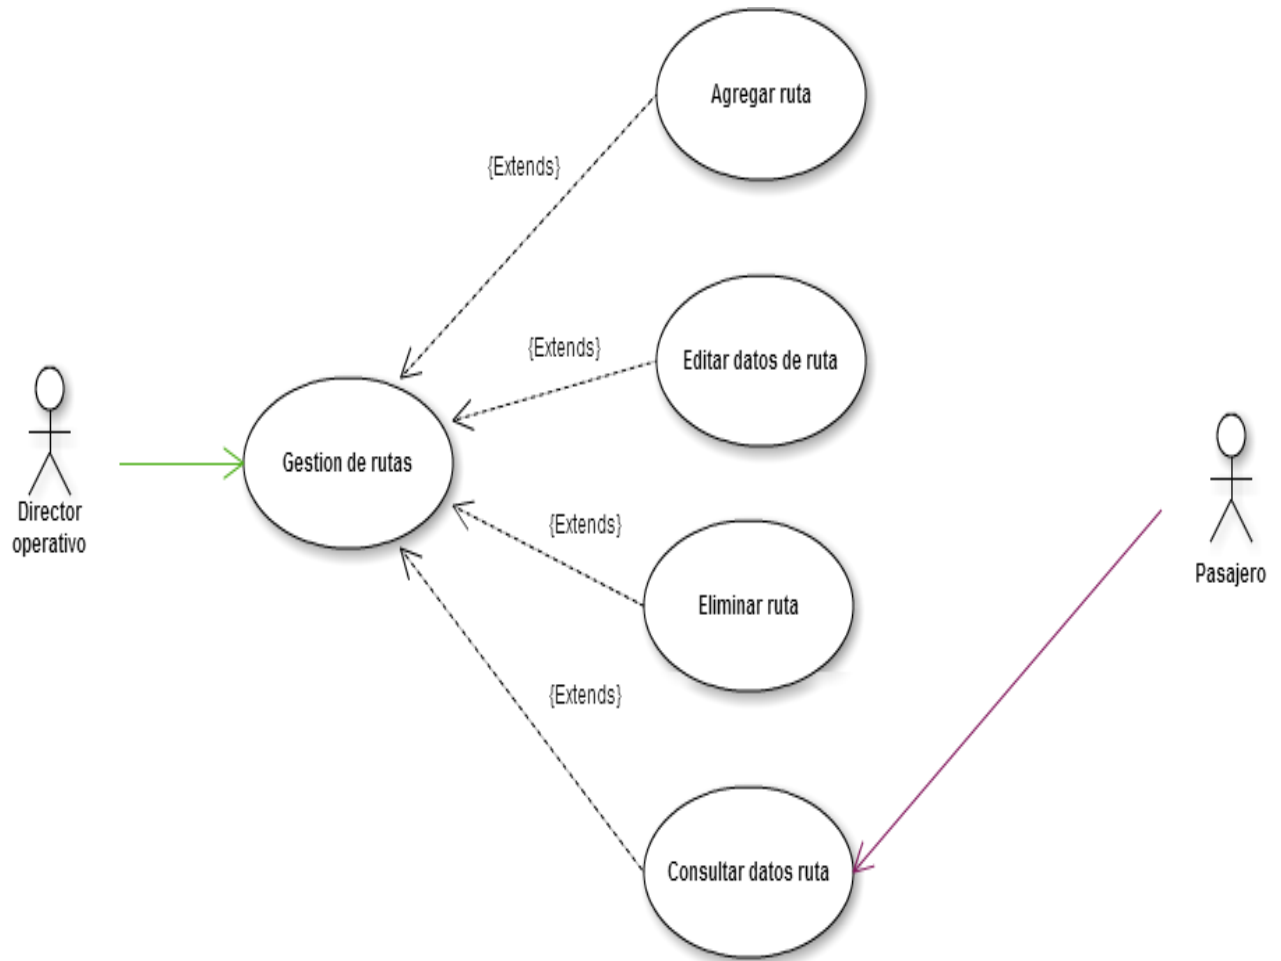 Agregar ruta
{Extends}
{Extends}
Editar datos de ruta
Gestion de rutas
Director
operativo
{Extends}
Pasajero
Eliminar ruta
{Extends}
Consultar datos ruta